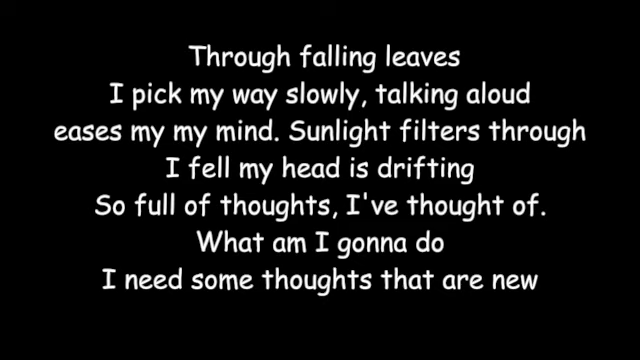 Through falling leaves
I pick my way slowly, talking aloud
eases my my mind. Sunlight filters through
I fell my head is drifting
So full of thoughts, I've thought of.
What am I gonna do
I need some thoughts that are new